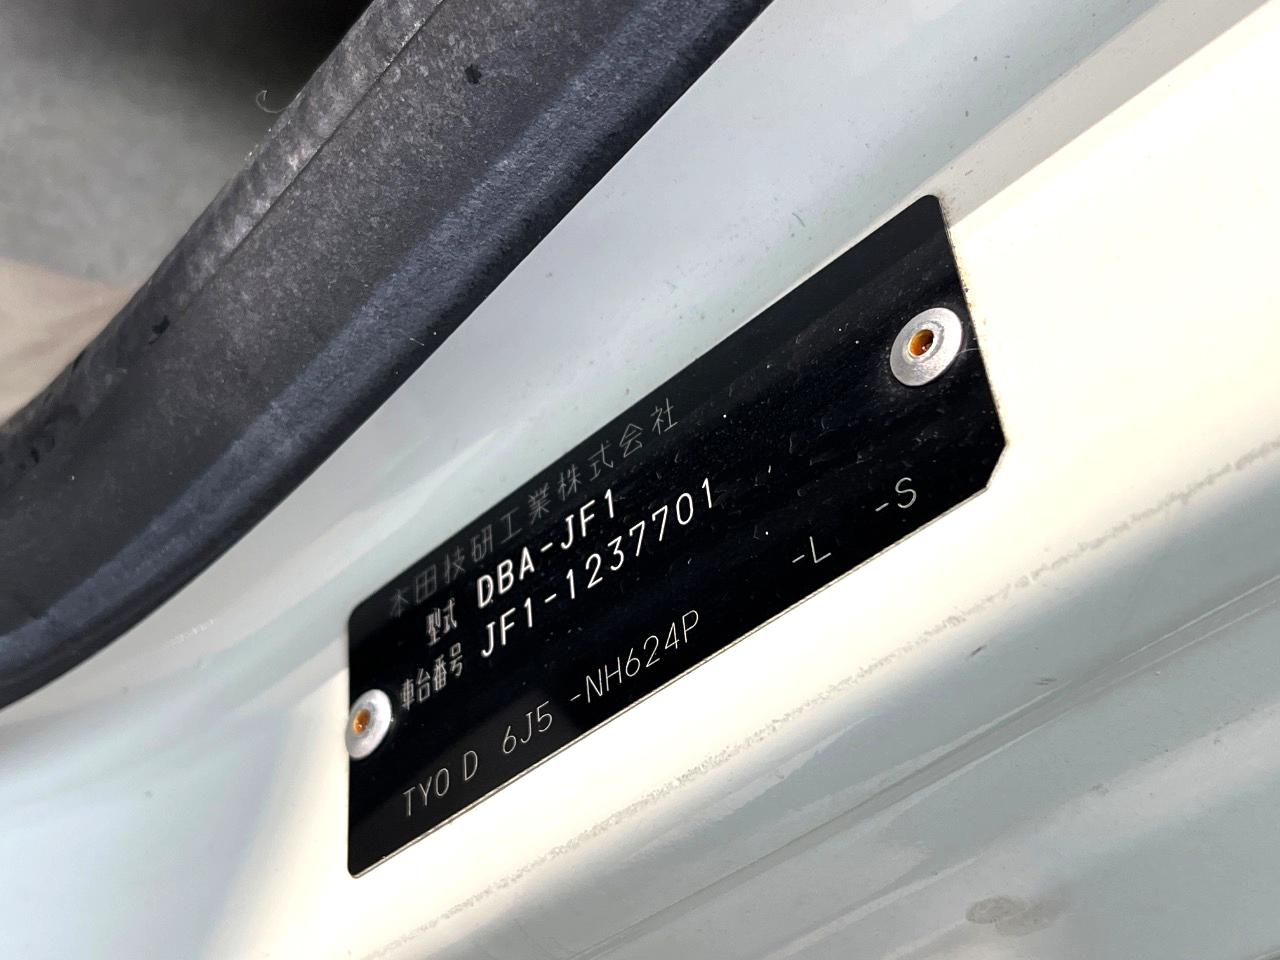 本田技研工業株式会社
型式 DBA-JF1
車台番号 JF1-1237701
TY0 D 6J5 -NH624P -L -S